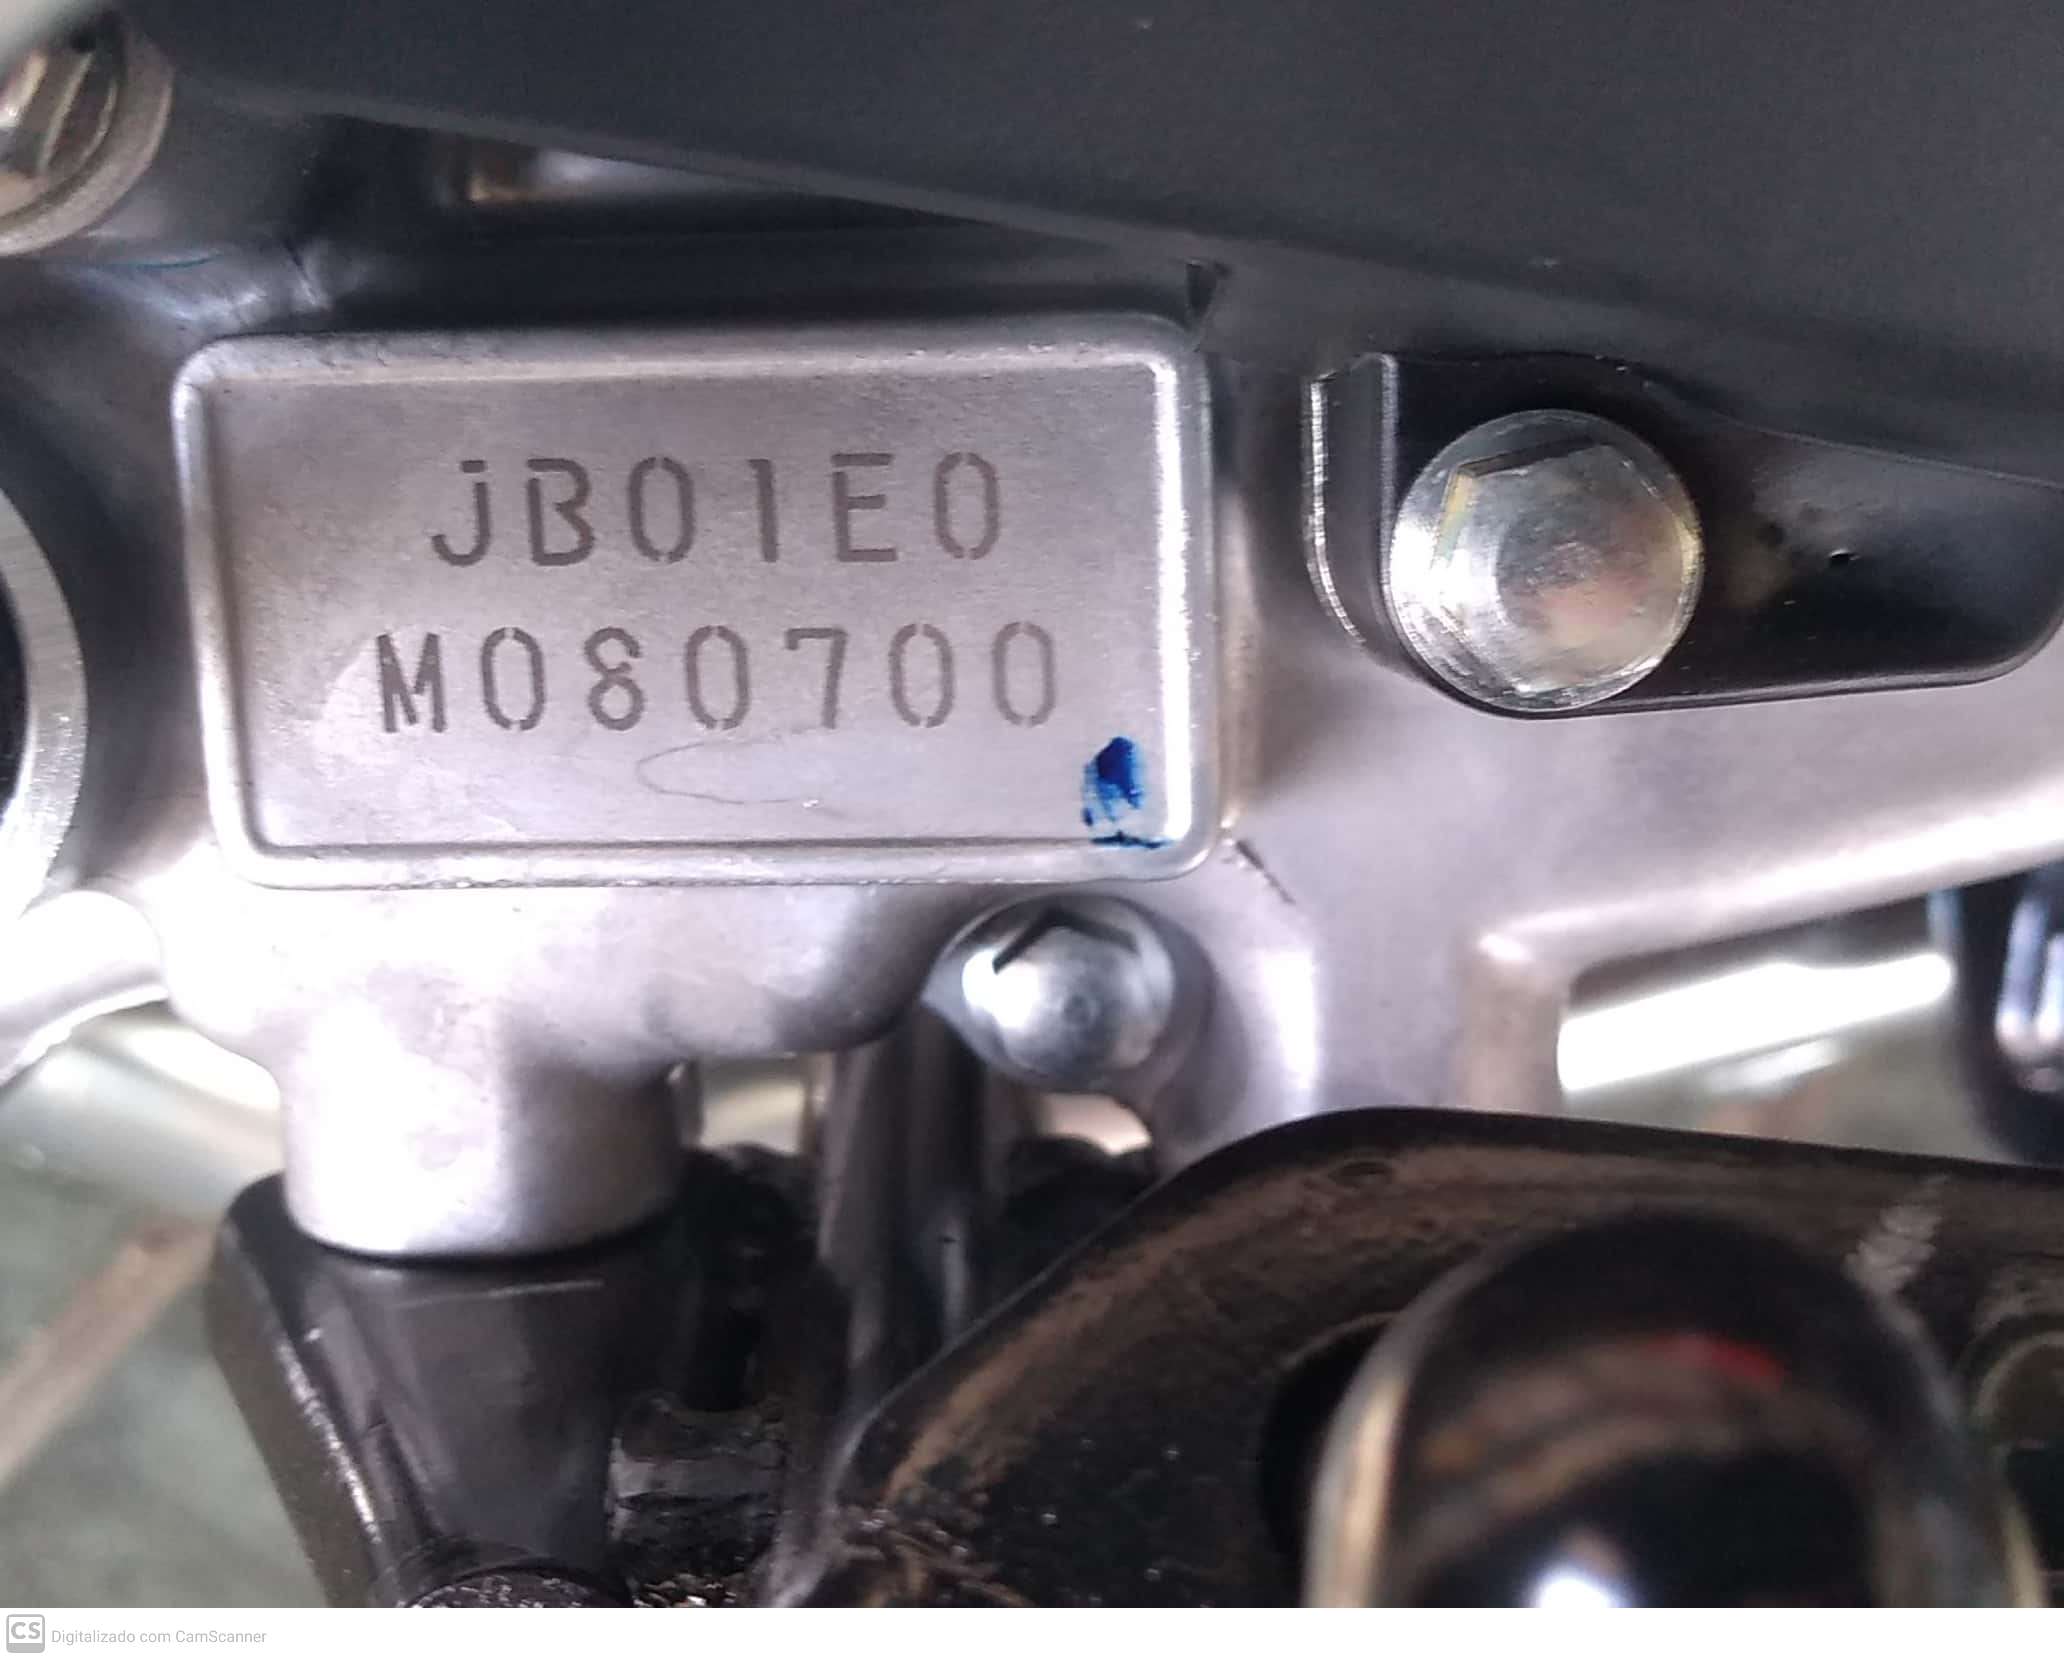 JB01E0
M080700
CS Digitalizado com CamScanner